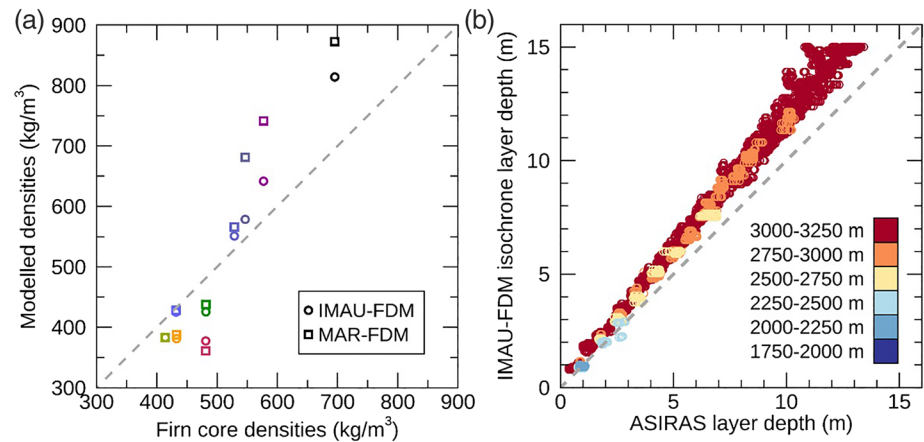 (a)
900
800
700
600
500
400
300
300 400 500 600 700 800 900
Modelled densities (kg/m³)
Firn core densities (kg/m³)
IMAU-FDM
MAR-FDM
(b)
15
10
5
0
0 5 10 15
IMAU-FDM isochrone layer depth (m)
ASIRAS layer depth (m)
3000-3250 m
2750-3000 m
2500-2750 m
2250-2500 m
2000-2250 m
1750-2000 m